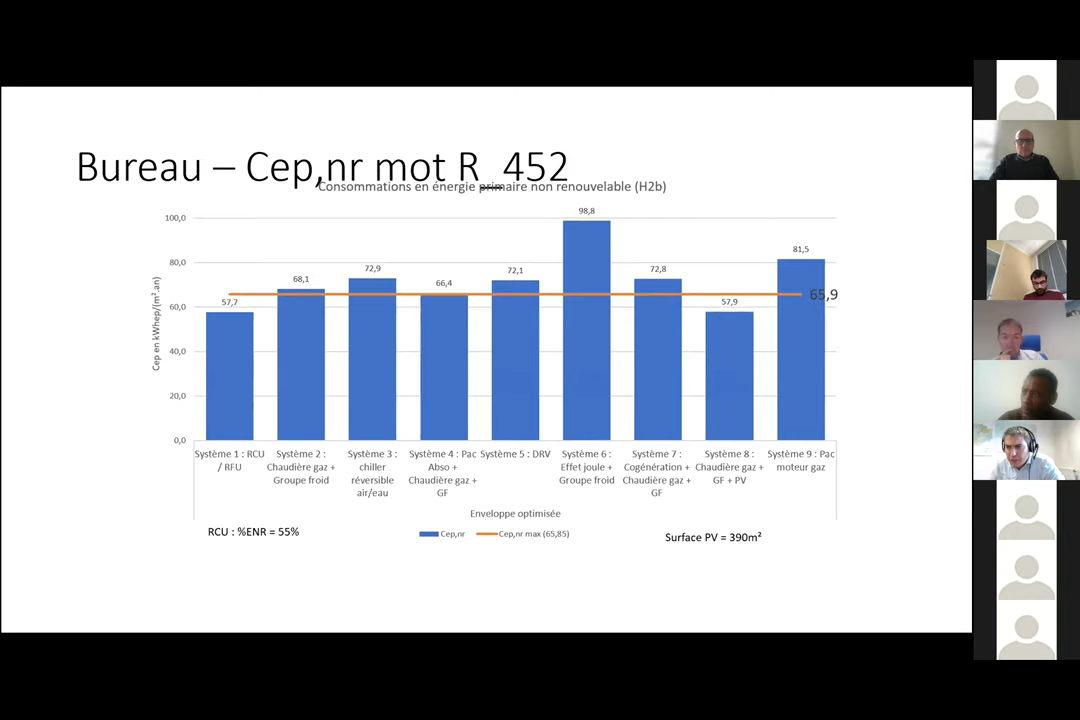 Bureau – Cep,nr mot R_452
Consommations en énergie primaire non renouvelable (H2b)
Cep en kWhep/(m².an)
100,0
80,0
60,0
40,0
20,0
0,0
57,7
68,1
72,9
66,4
72,1
98,8
72,8
57,9
81,5
65,9
Système 1 : RCU
/ RFU
Système 2 :
Chaudière gaz +
Groupe froid
Système 3 :
chiller
réversible
air/eau
Système 4 : Pac
Abso +
Chaudière gaz +
GF
Système 5 : DRV
Système 6 :
Effet joule +
Groupe froid
Système 7 :
Cogénération +
Chaudière gaz +
GF
Système 8 :
Chaudière gaz +
GF + PV
Système 9 : Pac
moteur gaz
Enveloppe optimisée
RCU : %ENR = 55%
Cep,nr
Cep,nr max (65,85)
Surface PV = 390m²